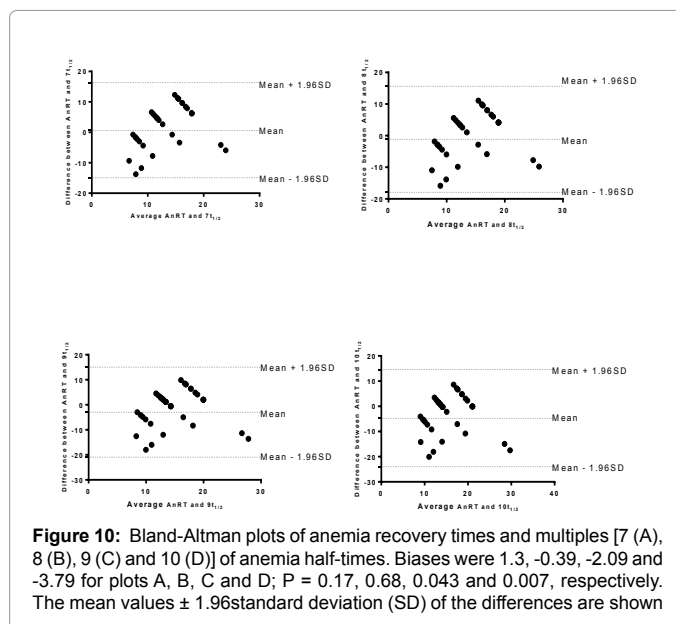 20
10
0
-10
-20
0
10
20
30
Difference between AnRT and 7t1/2
Average AnRT and 7t1/2
Mean + 1.96SD
Mean
Mean - 1.96SD
20
10
0
-10
-20
0
10
20
30
Difference between AnRT and 8t1/2
Average AnRT and 8t1/2
Mean + 1.96SD
Mean
Mean - 1.96SD
20
10
0
-10
-20
-30
0
10
20
30
Difference between AnRT and 9t1/2
Average AnRT and 9t1/2
Mean + 1.96SD
Mean
Mean - 1.96SD
20
10
0
-10
-20
-30
0
10
20
30
40
Difference between AnRT and 10t1/2
Average AnRT and 10t1/2
Mean + 1.96SD
Mean
Mean - 1.96SD
Figure 10: Bland-Altman plots of anemia recovery times and multiples [7 (A),
8 (B), 9 (C) and 10 (D)] of anemia half-times. Biases were 1.3, -0.39, -2.09 and
-3.79 for plots A, B, C and D; P = 0.17, 0.68, 0.043 and 0.007, respectively.
The mean values ± 1.96standard deviation (SD) of the differences are shown